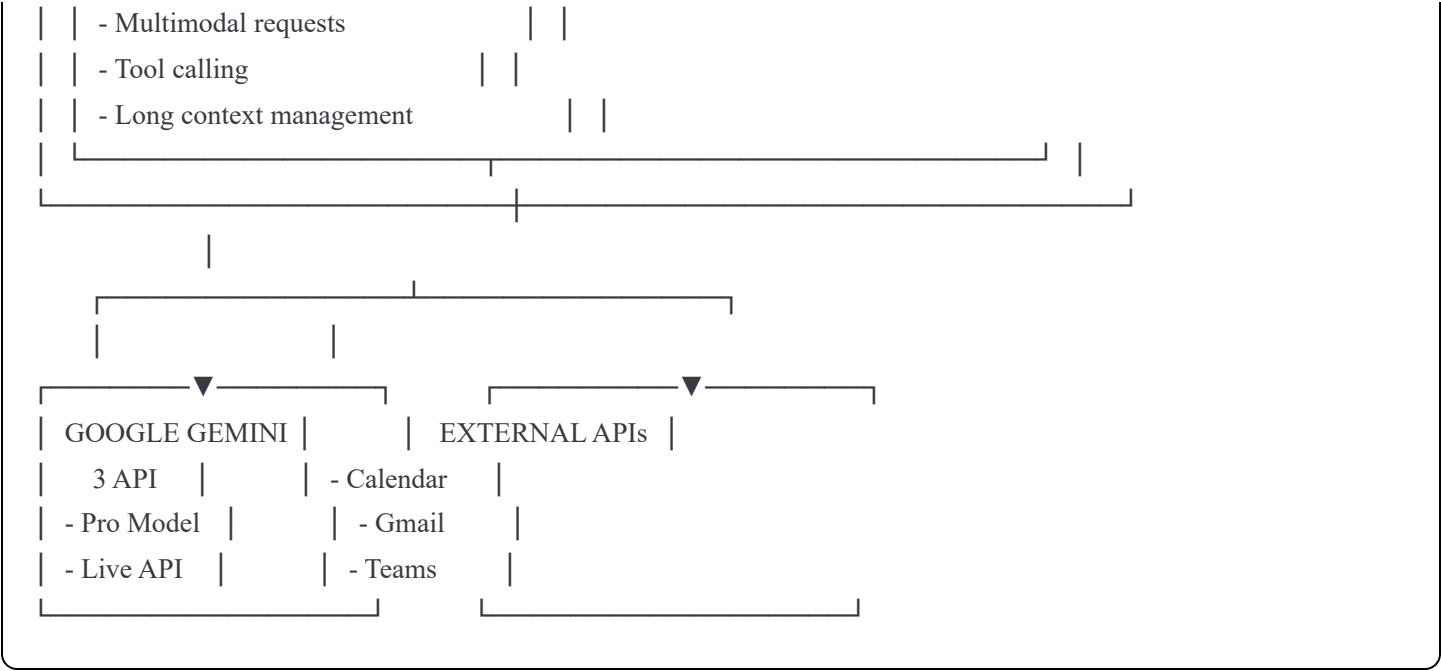 - Multimodal requests
- Tool calling
- Long context management
GOOGLE GEMINI EXTERNAL APIs
3 API - Calendar
- Pro Model - Gmail
- Live API - Teams